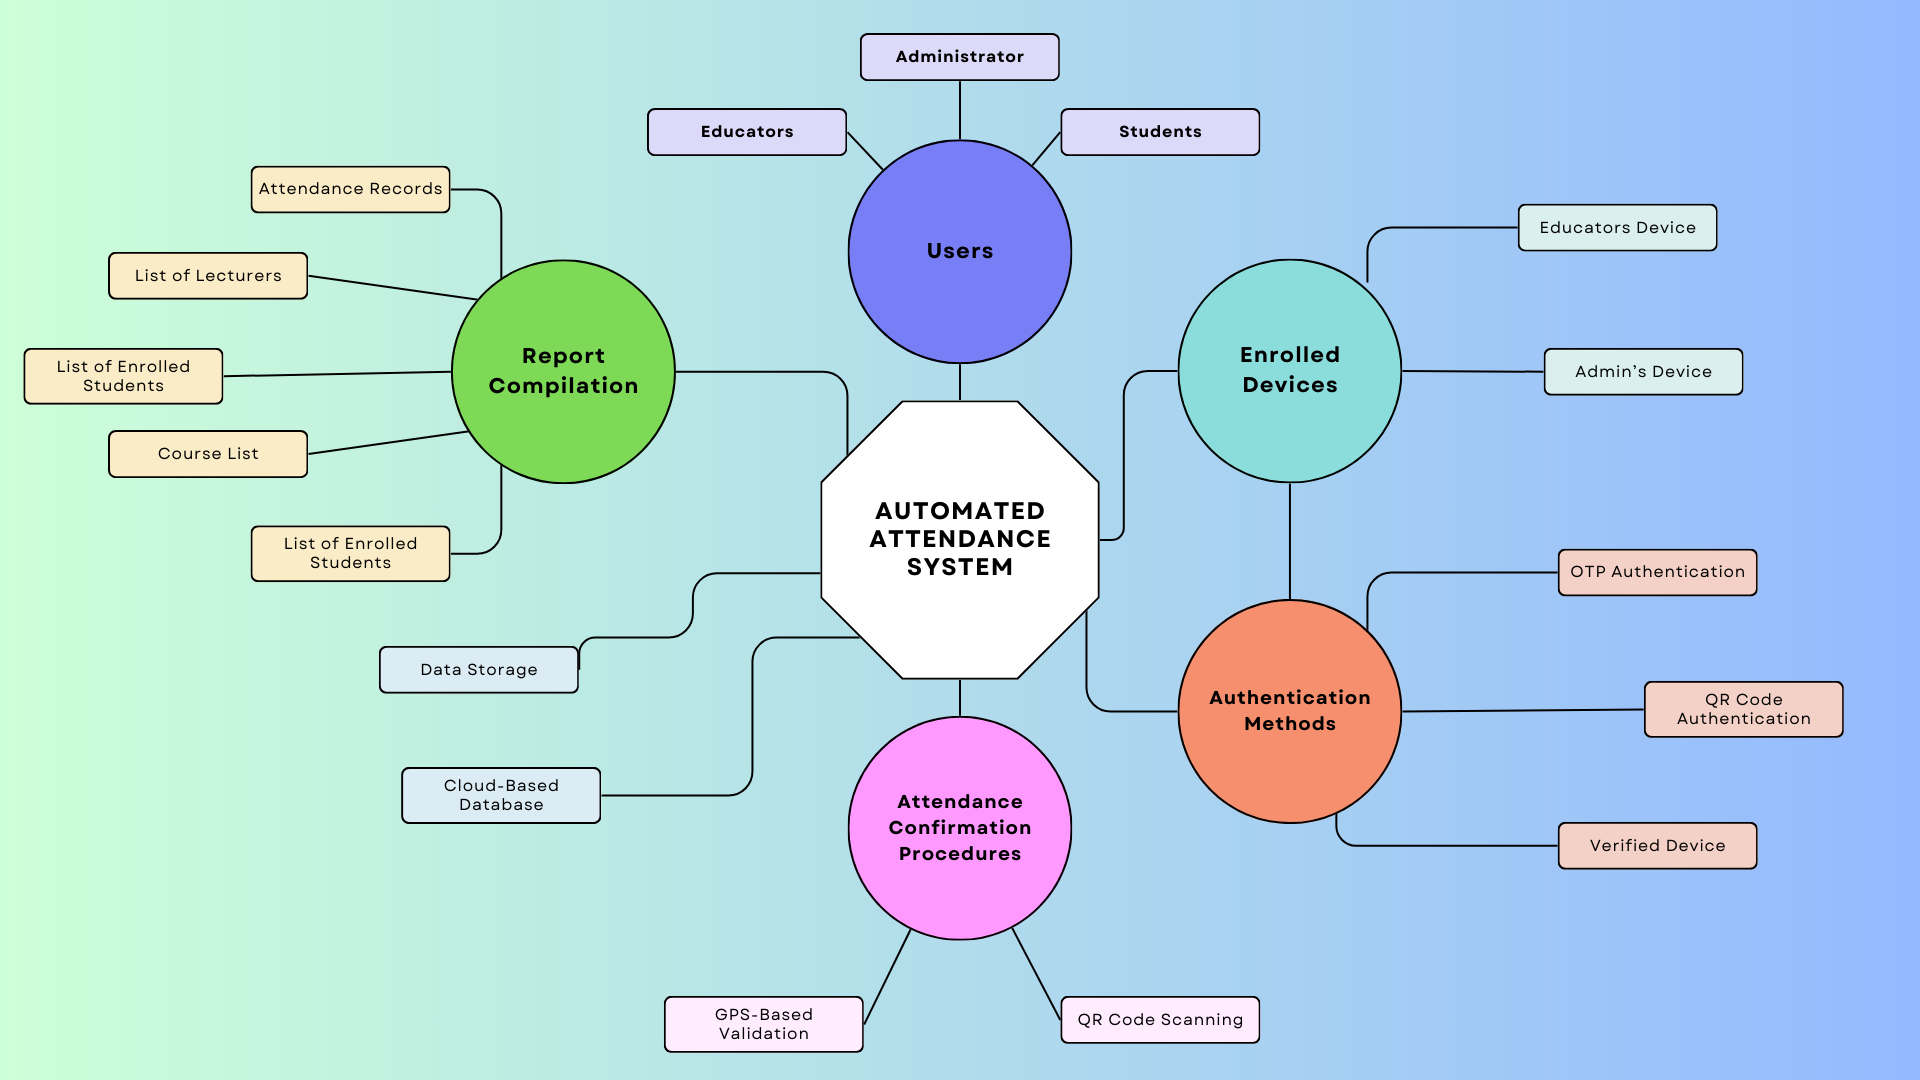 Administrator
Educators
Students
Users
Attendance Records
List of Lecturers
List of Enrolled
Students
Course List
List of Enrolled
Students
Report
Compilation
Educators Device
Admin’s Device
Enrolled
Devices
AUTOMATED
ATTENDANCE
SYSTEM
OTP Authentication
QR Code
Authentication
Verified Device
Authentication
Methods
Data Storage
Cloud-Based
Database
Attendance
Confirmation
Procedures
GPS-Based
Validation
QR Code Scanning